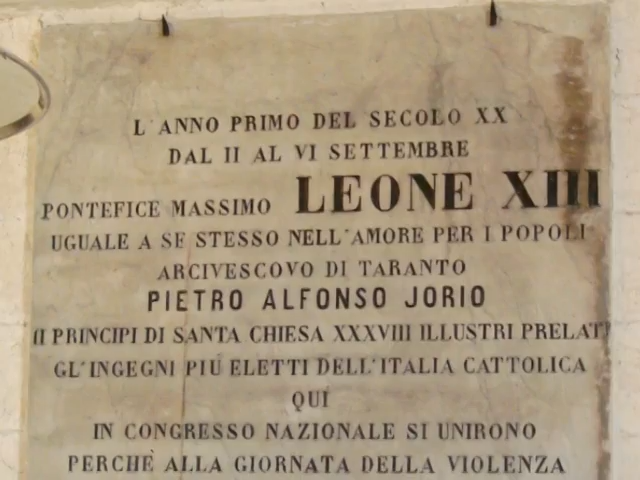 L'ANNO PRIMO DEL SECOLO XX
DAL II AL VI SETTEMBRE
PONTEFICE MASSIMO LEONE XIII
UGUALE A SE STESSO NELL'AMORE PER I POPOLI
ARCIVESCOVO DI TARANTO
PIETRO ALFONSO JORIO
II PRINCIPI DI SANTA CHIESA XXXVIII ILLUSTRI PRELATI
GL'INGEGNI PIU ELETTI DELL'ITALIA CATTOLICA
QUI
IN CONGRESSO NAZIONALE SI UNIRONO
PERCHÈ ALLA GIORNATA DELLA VIOLENZA